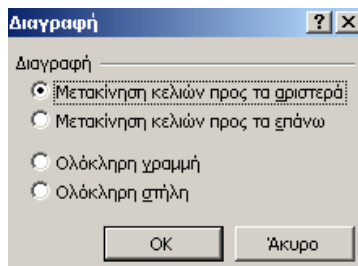 Διαγραφή
Διαγραφή
Μετακίνηση κελιών προς τα αριστερά
Μετακίνηση κελιών προς τα επάνω
Ολόκληρη γραμμή
Ολόκληρη στήλη
OK Άκυρο